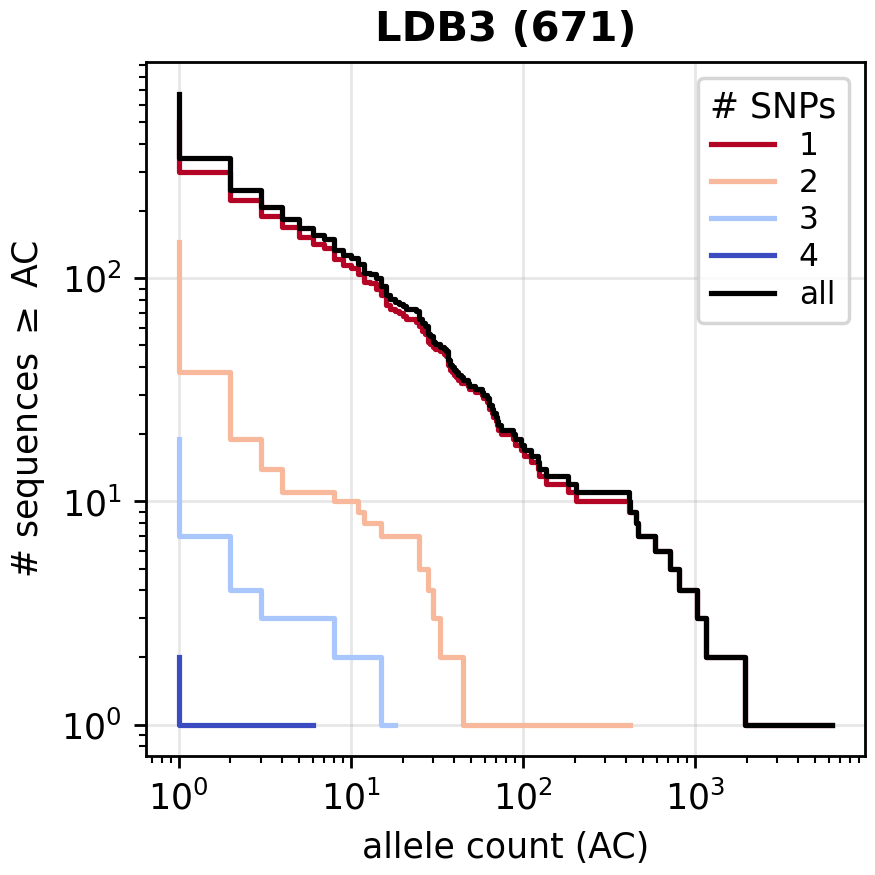 LDB3 (671)
# SNPs
1
2
3
4
all
# sequences ≥ AC
10²
10¹
10⁰
10⁰ 10¹ 10² 10³
allele count (AC)